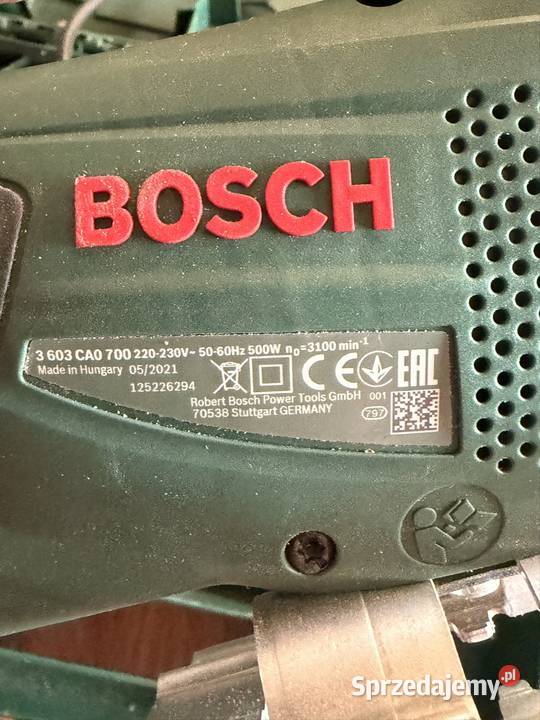 BOSCH
3 603 CA0 700 220-230V~ 50-60Hz 500W n₀=3100 min⁻¹
Made in Hungary 05/2021
125226294
CE
EAC
Robert Bosch Power Tools GmbH
70538 Stuttgart GERMANY
001
797
Sprzedajemy.pl